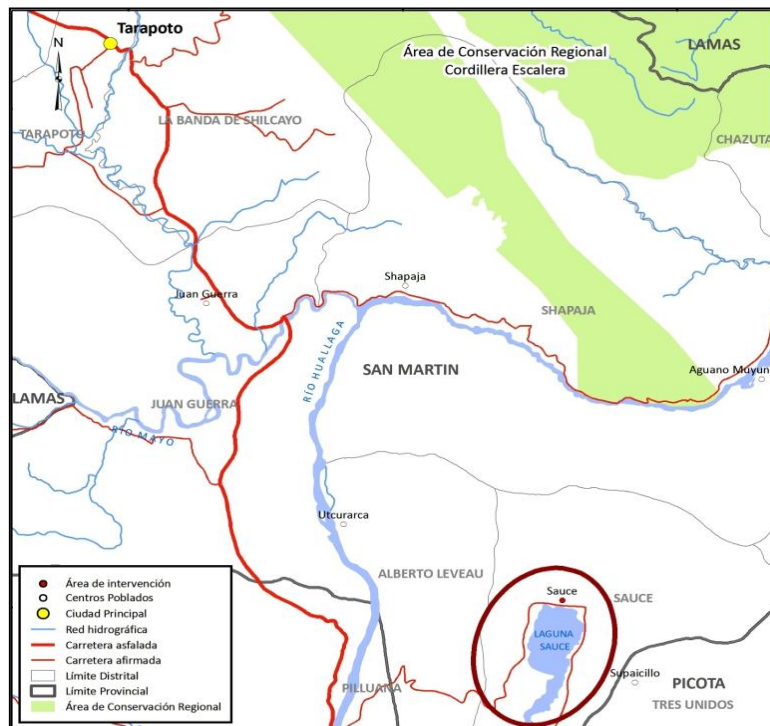 Tarapoto
N
LAMAS
Área de Conservación Regional
Cordillera Escalera
LA BANDA DE SHILCAYO
TARAPOTO
CHAZUTA
Shapaja
Juan Guerra
SHAPAJA
RÍO HUALLAGA
SAN MARTIN
Aguano Muyun
LAMAS
JUAN GUERRA
RÍO MAYO
Utcurarca
ALBERTO LEVEAU
Sauce
SAUCE
LAGUNA
SAUCE
Supaicillo
PICOTA
TRES UNIDOS
PILLUANA
Área de intervención
Centros Poblados
Ciudad Principal
Red hidrográfica
Carretera asfalada
Carretera afirmada
Límite Distrital
Límite Provincial
Área de Conservación Regional